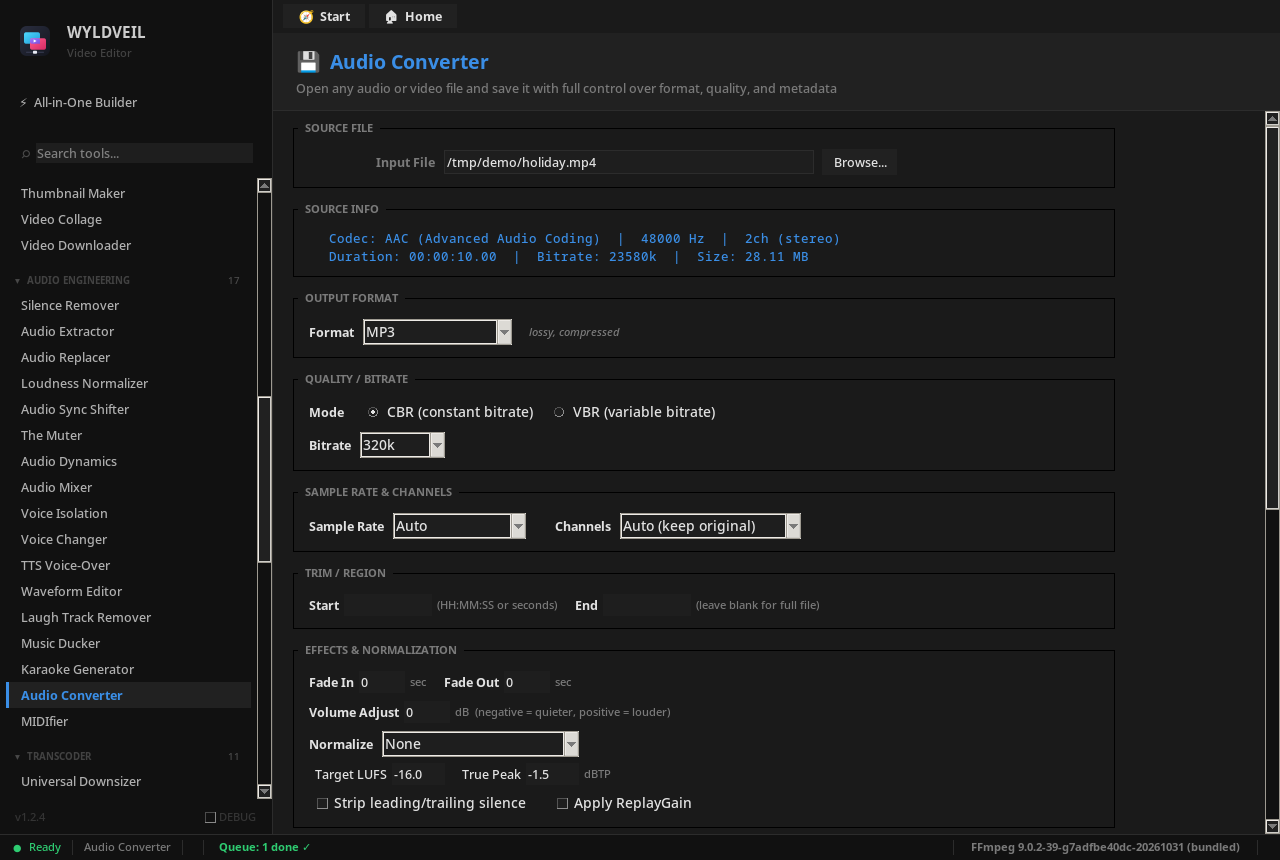 WYLDVEIL
Video Editor
⚡ All-in-One Builder
Search tools...
Thumbnail Maker
Video Collage
Video Downloader
▾ AUDIO ENGINEERING 17
Silence Remover
Audio Extractor
Audio Replacer
Loudness Normalizer
Audio Sync Shifter
The Muter
Audio Dynamics
Audio Mixer
Voice Isolation
Voice Changer
TTS Voice-Over
Waveform Editor
Laugh Track Remover
Music Ducker
Karaoke Generator
Audio Converter
MIDIfier
▾ TRANSCODER 11
Universal Downsizer
v1.2.4 DEBUG
🧭 Start 🏠 Home
💾 Audio Converter
Open any audio or video file and save it with full control over format, quality, and metadata
SOURCE FILE
Input File /tmp/demo/holiday.mp4 Browse...
SOURCE INFO
Codec: AAC (Advanced Audio Coding) | 48000 Hz | 2ch (stereo)
Duration: 00:00:10.00 | Bitrate: 23580k | Size: 28.11 MB
OUTPUT FORMAT
Format MP3 lossy, compressed
QUALITY / BITRATE
Mode CBR (constant bitrate) VBR (variable bitrate)
Bitrate 320k
SAMPLE RATE & CHANNELS
Sample Rate Auto Channels Auto (keep original)
TRIM / REGION
Start (HH:MM:SS or seconds) End (leave blank for full file)
EFFECTS & NORMALIZATION
Fade In 0 sec Fade Out 0 sec
Volume Adjust 0 dB (negative = quieter, positive = louder)
Normalize None
Target LUFS -16.0 True Peak -1.5 dBTP
Strip leading/trailing silence Apply ReplayGain
● Ready Audio Converter Queue: 1 done ✓ FFmpeg 9.0.2-39-g7adfbe40dc-20261031 (bundled)